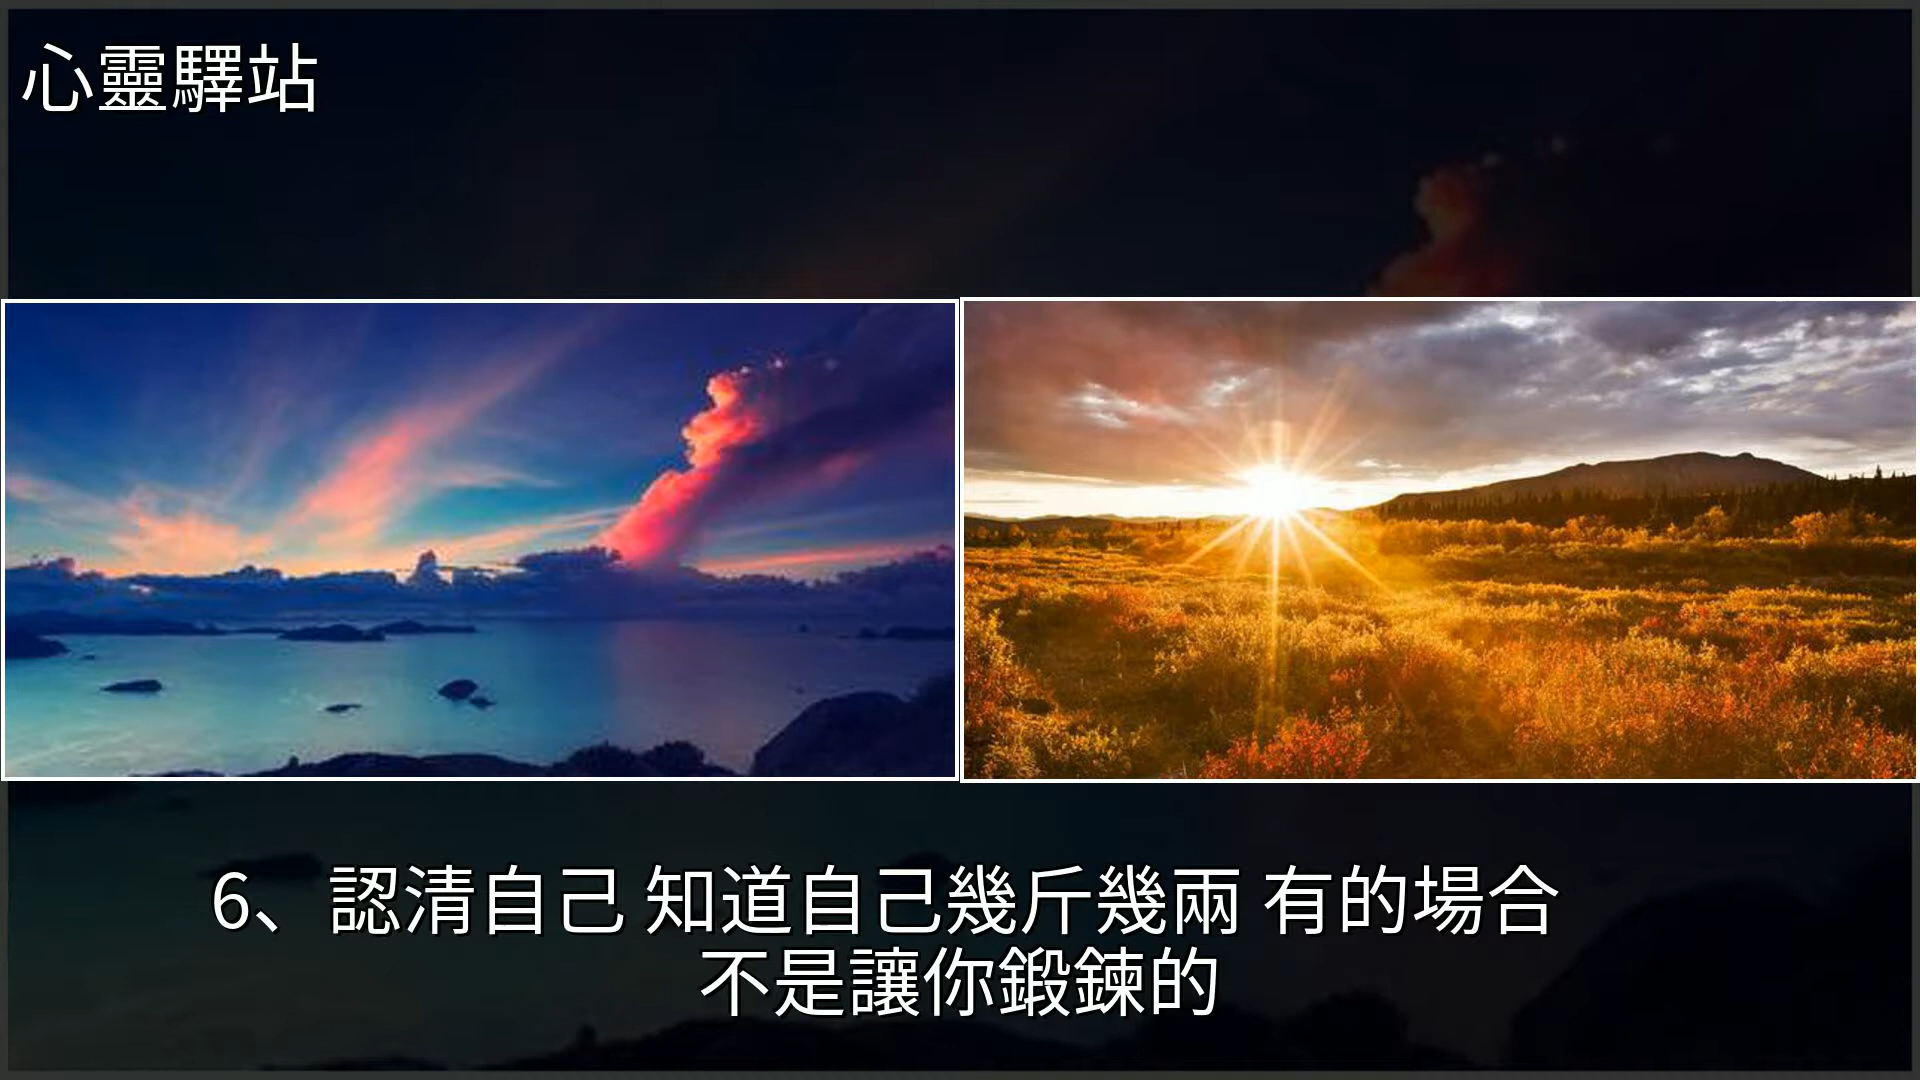 心靈驛站
6、認清自己 知道自己幾斤幾兩 有的場合
不是讓你鍛鍊的